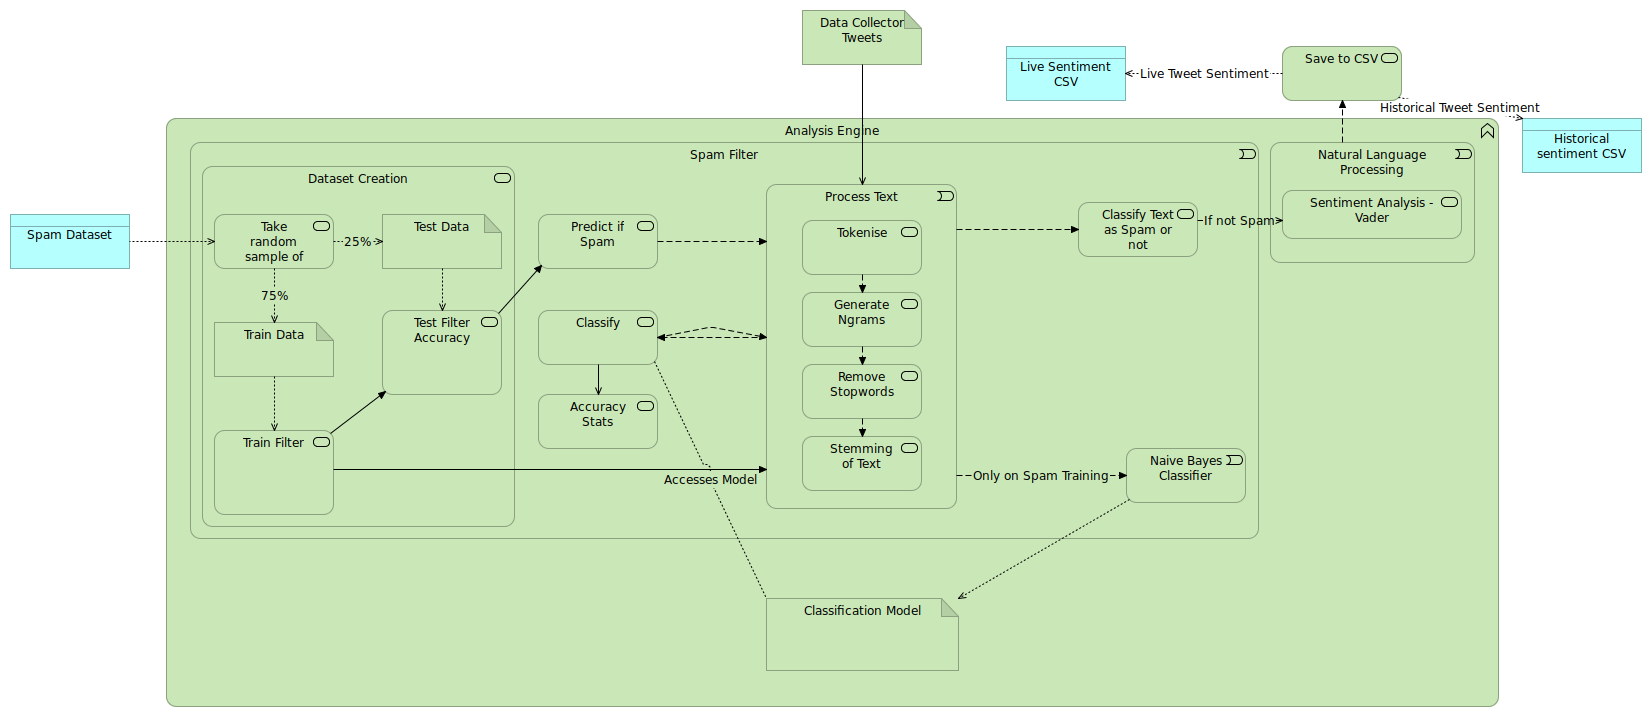 Data Collector
Tweets
Live Sentiment
CSV
Live Tweet Sentiment
Save to CSV
Historical Tweet Sentiment
Historical
sentiment CSV
Analysis Engine
Spam Filter
Natural Language
Processing
Sentiment Analysis -
Vader
Dataset Creation
Spam Dataset
Take
random
sample of
25%
Test Data
75%
Train Data
Test Filter
Accuracy
Train Filter
Predict if
Spam
Classify
Accuracy
Stats
Accesses Model
Process Text
Tokenise
Generate
Ngrams
Remove
Stopwords
Stemming
of Text
Classify Text
as Spam or
not
If not Spam
Only on Spam Training
Naive Bayes
Classifier
Classification Model